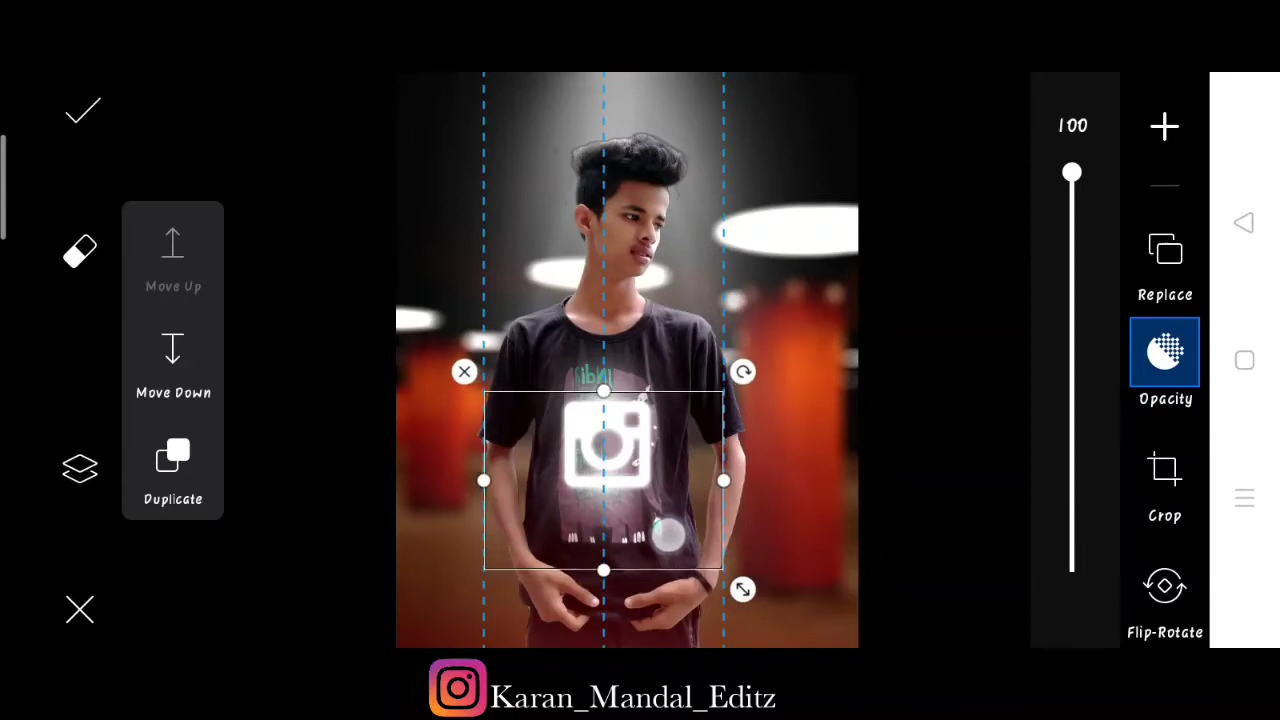 100
Move Up
Replace
Move Down
Opacity
Duplicate
Crop
Flip-Rotate
Karan_Mandal_Editz